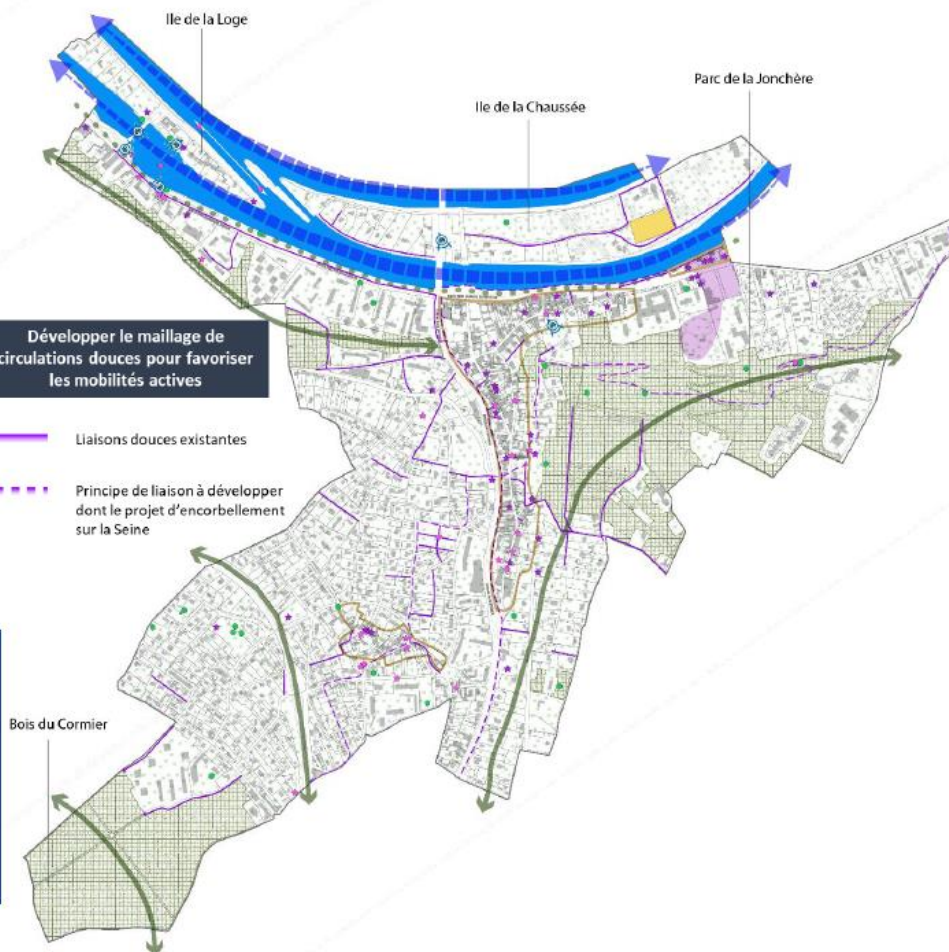 Ile de la Loge
Parc de la Jonchère
Ile de la Chaussée
Développer le maillage de
circulations douces pour favoriser
les mobilités actives
Liaisons douces existantes
Principe de liaison à développer
dont le projet d'encorbellement
sur la Seine
Bois du Cormier